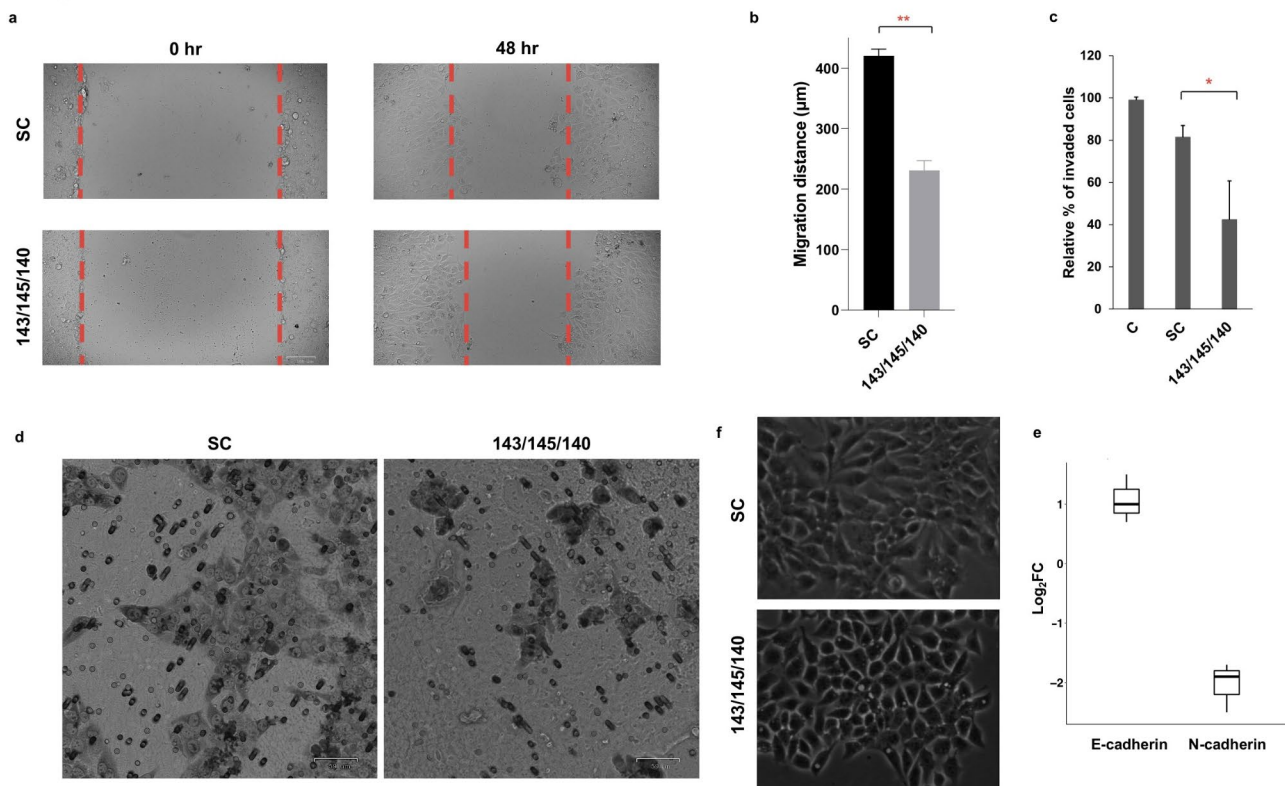 a
0 hr
48 hr
SC
143/145/140
b
**
Migration distance (µm)
400
300
200
100
0
SC
143/145/140
c
*
Relative % of invaded cells
120
100
80
60
40
20
0
C
SC
143/145/140
d
SC
143/145/140
f
SC
143/145/140
e
Log₂FC
1
0
−1
−2
E-cadherin
N-cadherin